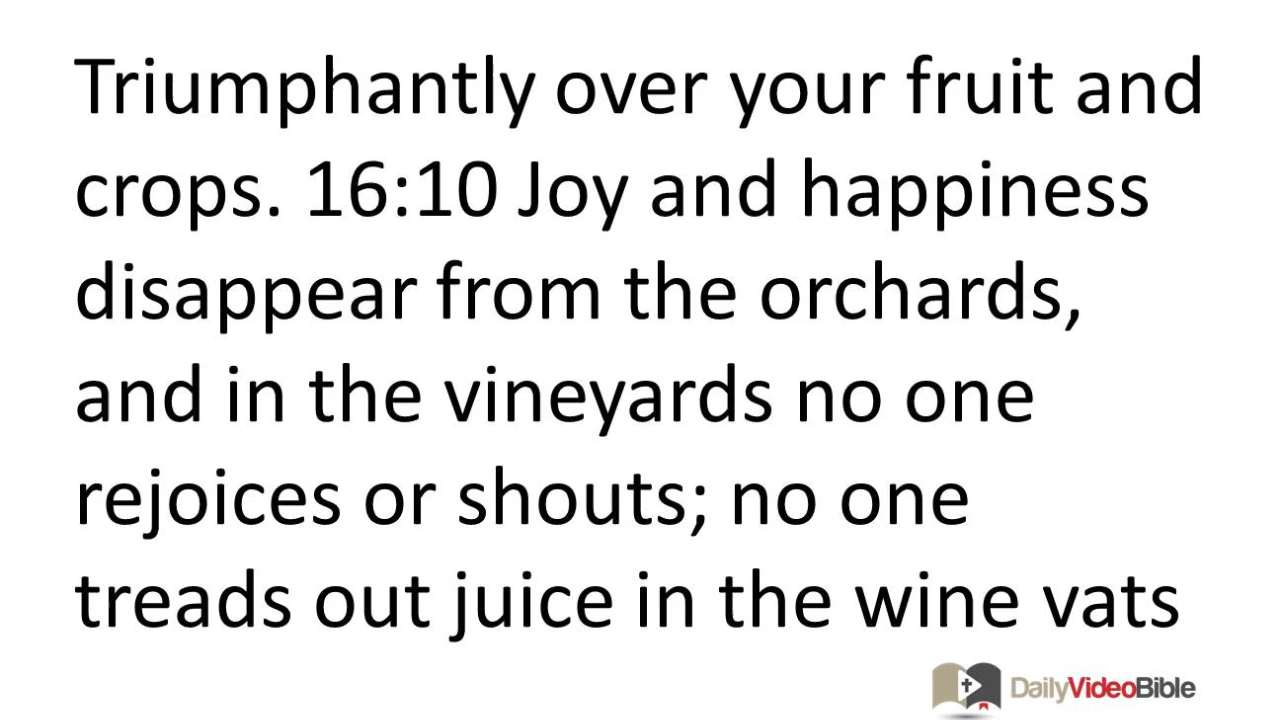 Triumphantly over your fruit and
crops. 16:10 Joy and happiness
disappear from the orchards,
and in the vineyards no one
rejoices or shouts; no one
treads out juice in the wine vats
DailyVideoBible